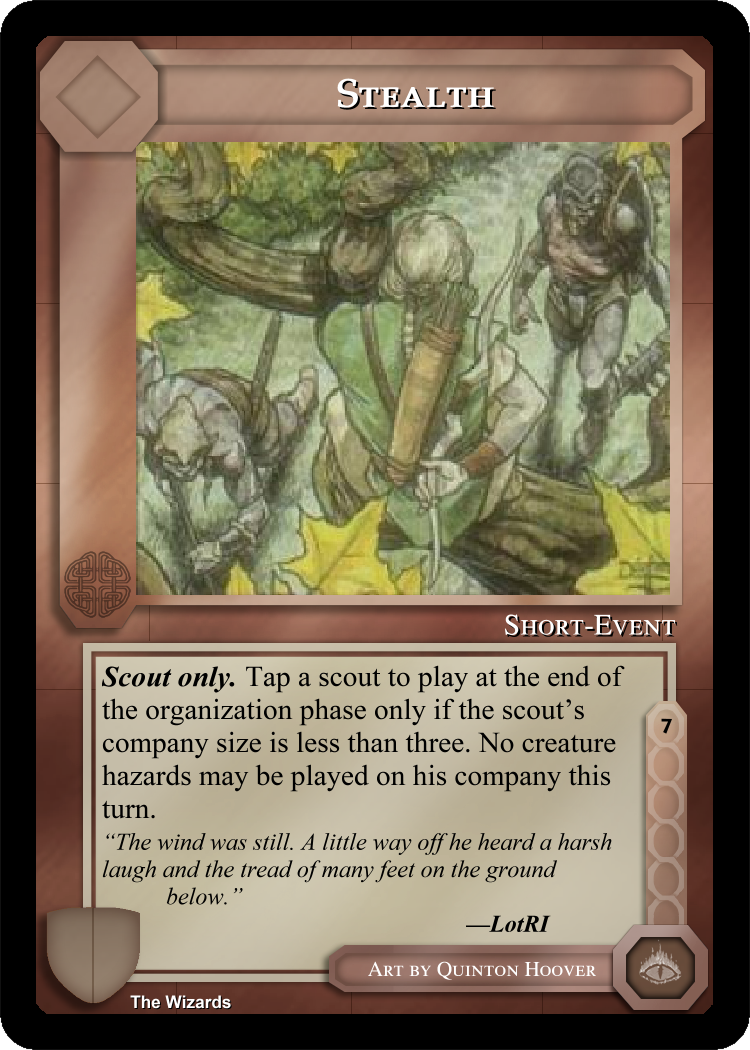 Stealth
Short-Event
Scout only. Tap a scout to play at the end of
the organization phase only if the scout’s
company size is less than three. No creature
hazards may be played on his company this
turn.
“The wind was still. A little way off he heard a harsh
laugh and the tread of many feet on the ground
below.”
—LotRI
7
Art by Quinton Hoover
The Wizards